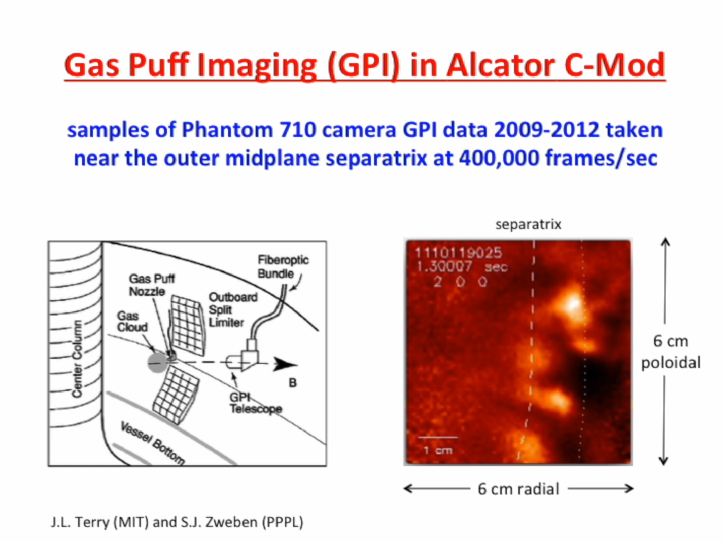 Gas Puff Imaging (GPI) in Alcator C-Mod
samples of Phantom 710 camera GPI data 2009-2012 taken
near the outer midplane separatrix at 400,000 frames/sec
Fiberoptic
Bundle
Gas Puff
Nozzle
Outboard
Split
Limiter
Gas
Cloud
Center Column
B
GPI
Telescope
Vessel Bottom
separatrix
1110119025
1.30007 sec
2 0 0
1 cm
6 cm
poloidal
6 cm radial
J.L. Terry (MIT) and S.J. Zweben (PPPL)